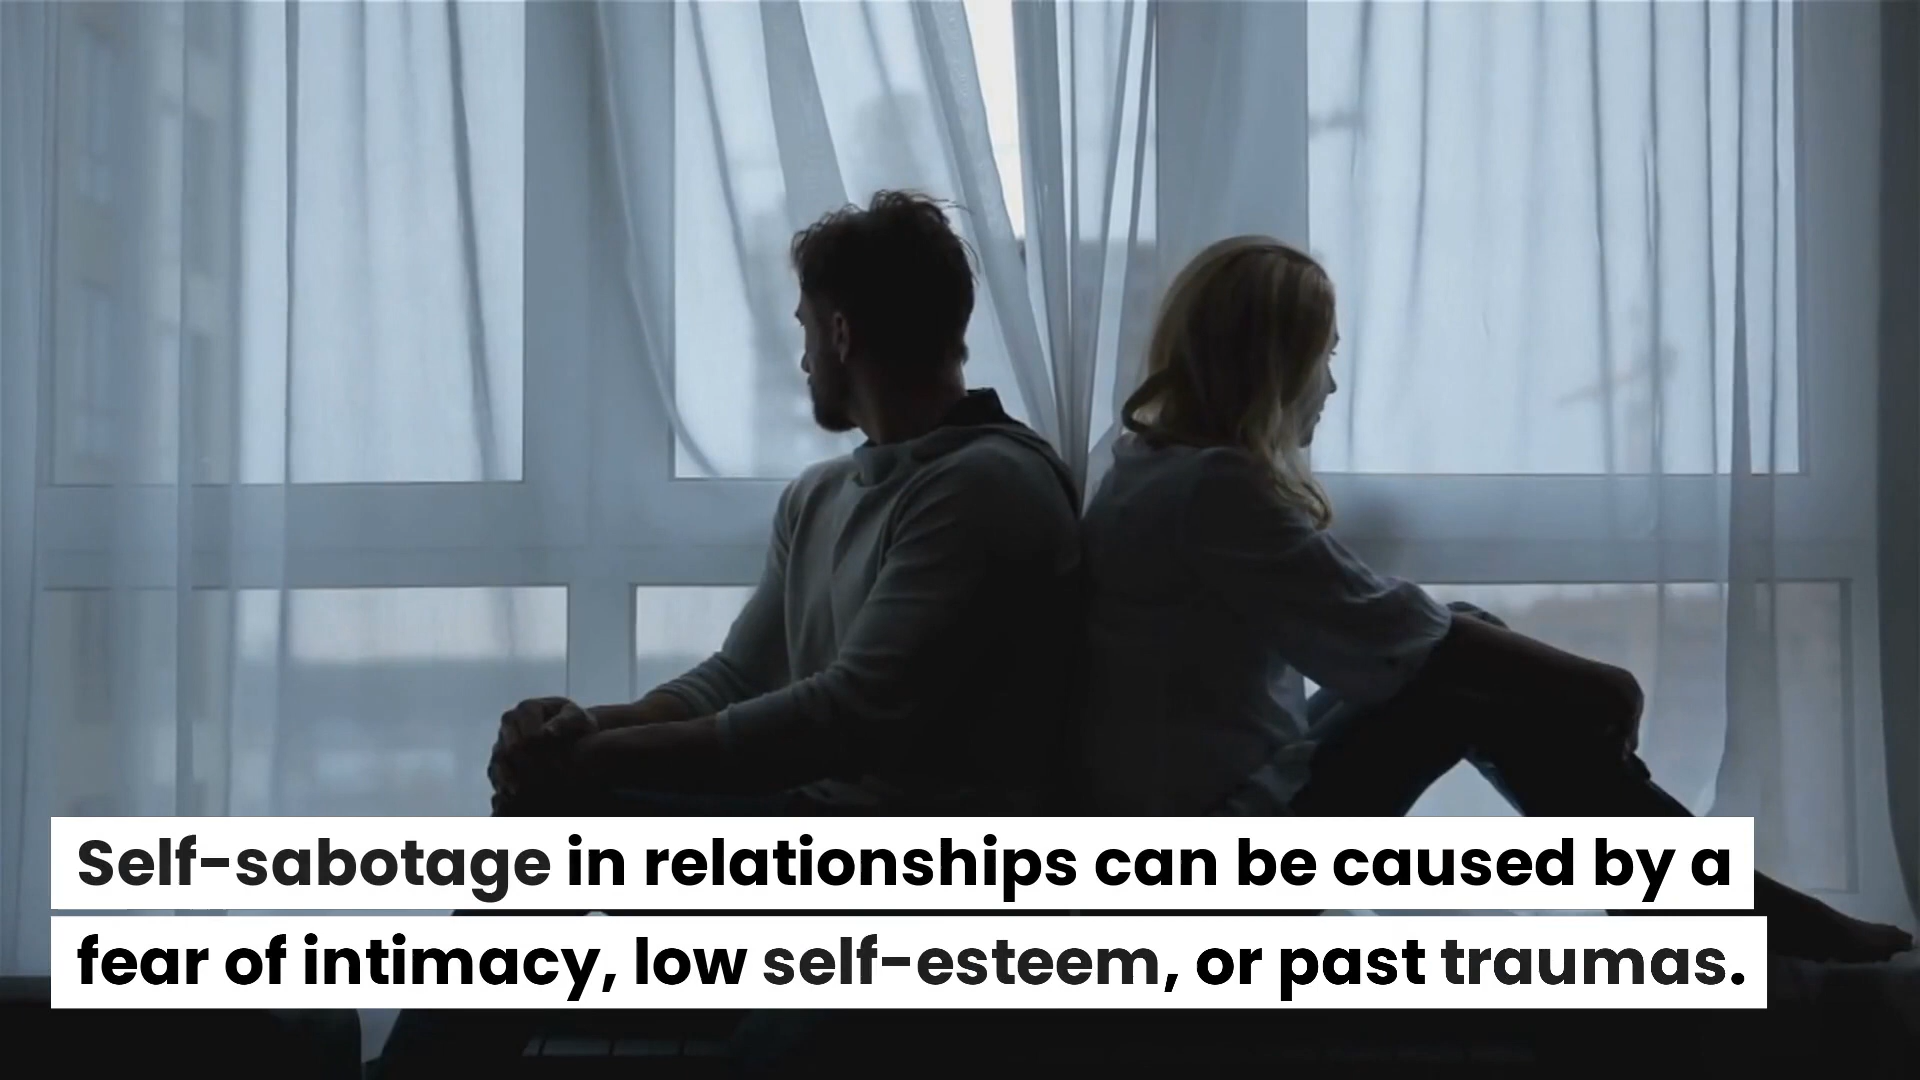 Self-sabotage in relationships can be caused by a
fear of intimacy, low self-esteem, or past traumas.